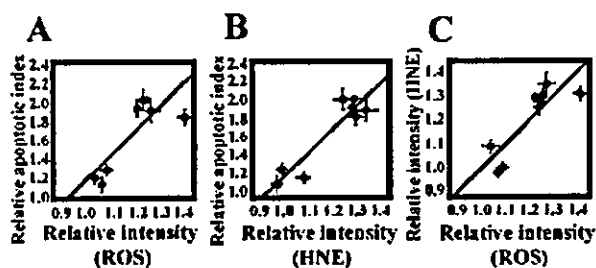 A
B
C
Relative apoptotic index
2.4
2.2
2.0
1.8
1.6
1.4
1.2
1.0
0.9 1.0 1.1 1.2 1.3 1.4
Relative intensity
(ROS)
Relative apoptotic index
2.4
2.2
2.0
1.8
1.6
1.4
1.2
1.0
0.9 1.0 1.1 1.2 1.3 1.4
Relative intensity
(HNE)
Relative intensity (HNE)
1.4
1.3
1.2
1.1
1.0
0.9
0.9 1.0 1.1 1.2 1.3 1.4
Relative intensity
(ROS)